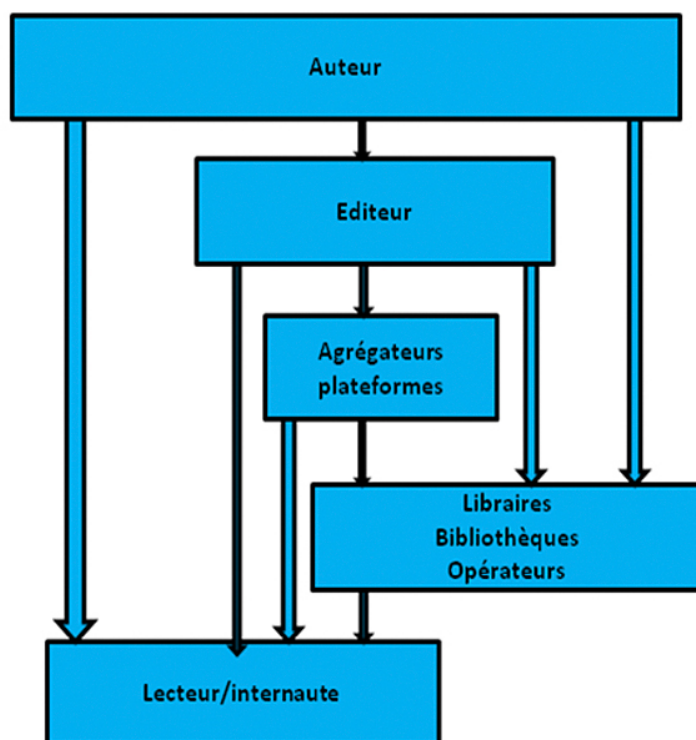 Auteur
Editeur
Agrégateurs
plateformes
Libraires
Bibliothèques
Opérateurs
Lecteur/internaute